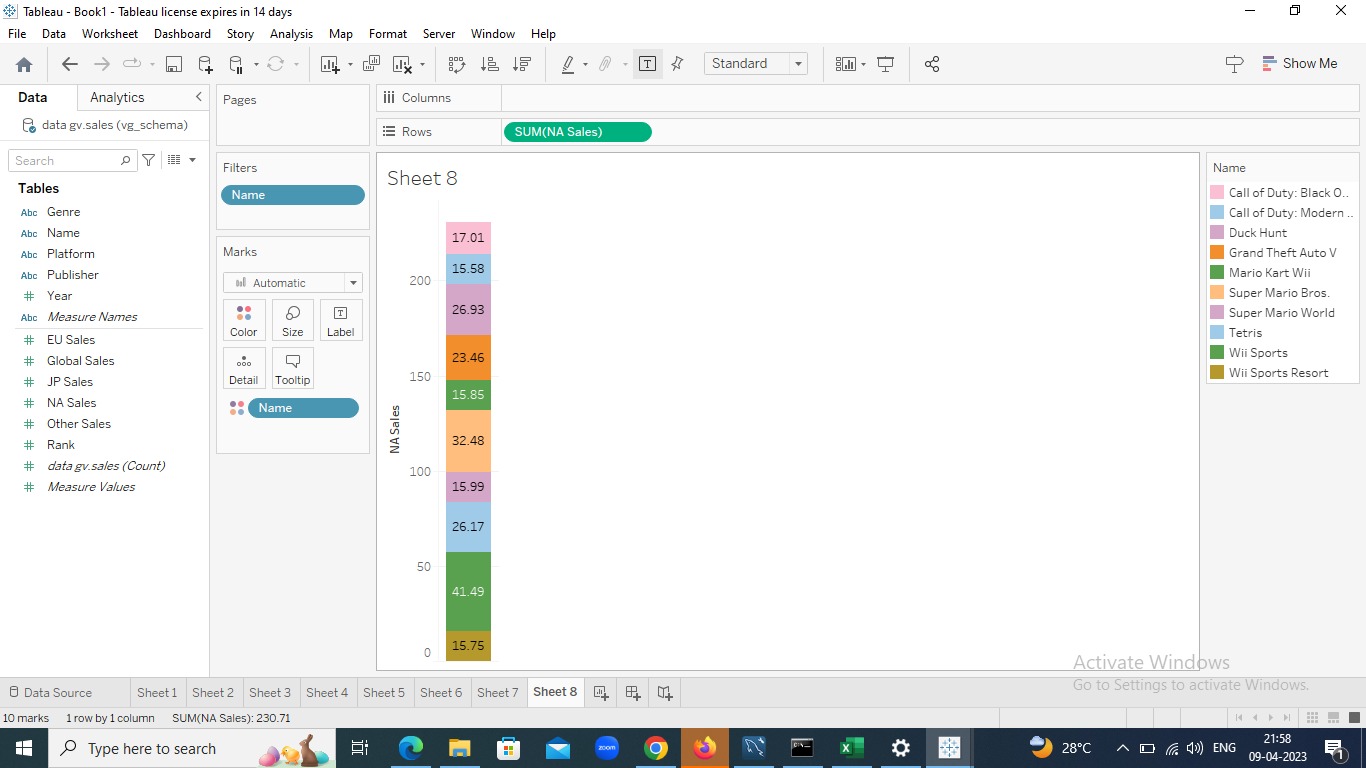 Tableau - Book1 - Tableau license expires in 14 days
File Data Worksheet Dashboard Story Analysis Map Format Server Window Help
Standard
Show Me
Data Analytics
data gv.sales (vg_schema)
Search
Tables
Abc Genre
Abc Name
Abc Platform
Abc Publisher
# Year
Abc Measure Names
# EU Sales
# Global Sales
# JP Sales
# NA Sales
# Other Sales
# Rank
# data gv.sales (Count)
# Measure Values
Pages
Filters
Name
Marks
Automatic
Color Size Label
Detail Tooltip
Name
Columns
Rows SUM(NA Sales)
Sheet 8
NA Sales
200
150
100
50
0
17.01
15.58
26.93
23.46
15.85
32.48
15.99
26.17
41.49
15.75
Name
Call of Duty: Black O..
Call of Duty: Modern ..
Duck Hunt
Grand Theft Auto V
Mario Kart Wii
Super Mario Bros.
Super Mario World
Tetris
Wii Sports
Wii Sports Resort
Activate Windows
Go to Settings to activate Windows.
Data Source Sheet 1 Sheet 2 Sheet 3 Sheet 4 Sheet 5 Sheet 6 Sheet 7 Sheet 8
10 marks 1 row by 1 column SUM(NA Sales): 230.71
Type here to search
zoom
28°C
ENG
21:58
09-04-2023
1